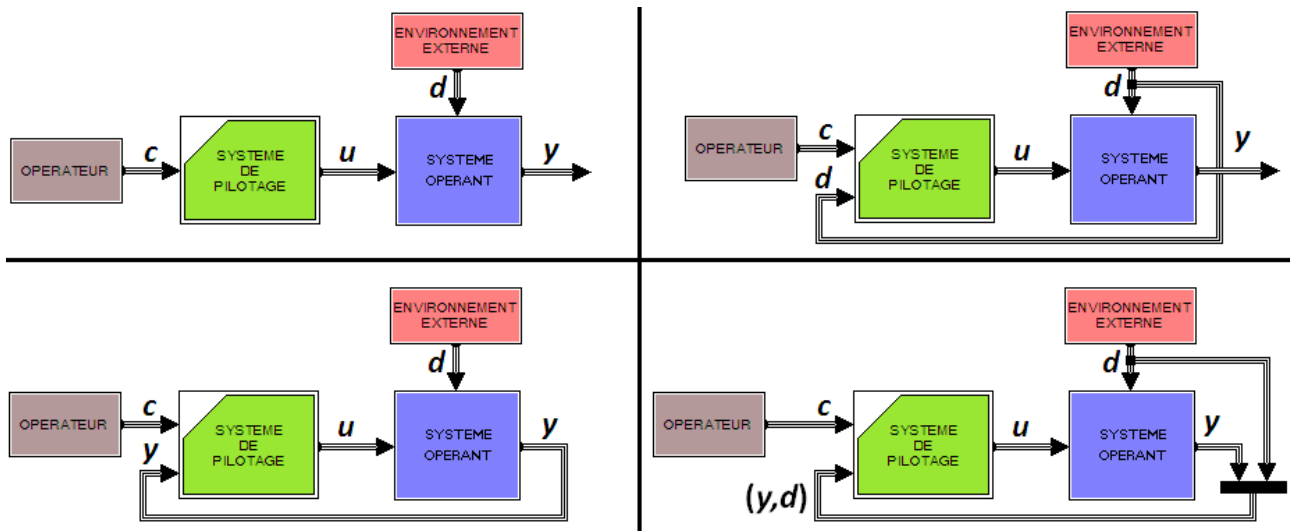 ENVIRONNEMENT
EXTERNE
d
OPERATEUR
c
SYSTEME
DE
PILOTAGE
u
SYSTEME
OPERANT
y
ENVIRONNEMENT
EXTERNE
d
OPERATEUR
c
d
SYSTEME
DE
PILOTAGE
u
SYSTEME
OPERANT
y
ENVIRONNEMENT
EXTERNE
d
OPERATEUR
c
y
SYSTEME
DE
PILOTAGE
u
SYSTEME
OPERANT
y
ENVIRONNEMENT
EXTERNE
d
OPERATEUR
c
(y,d)
SYSTEME
DE
PILOTAGE
u
SYSTEME
OPERANT
y